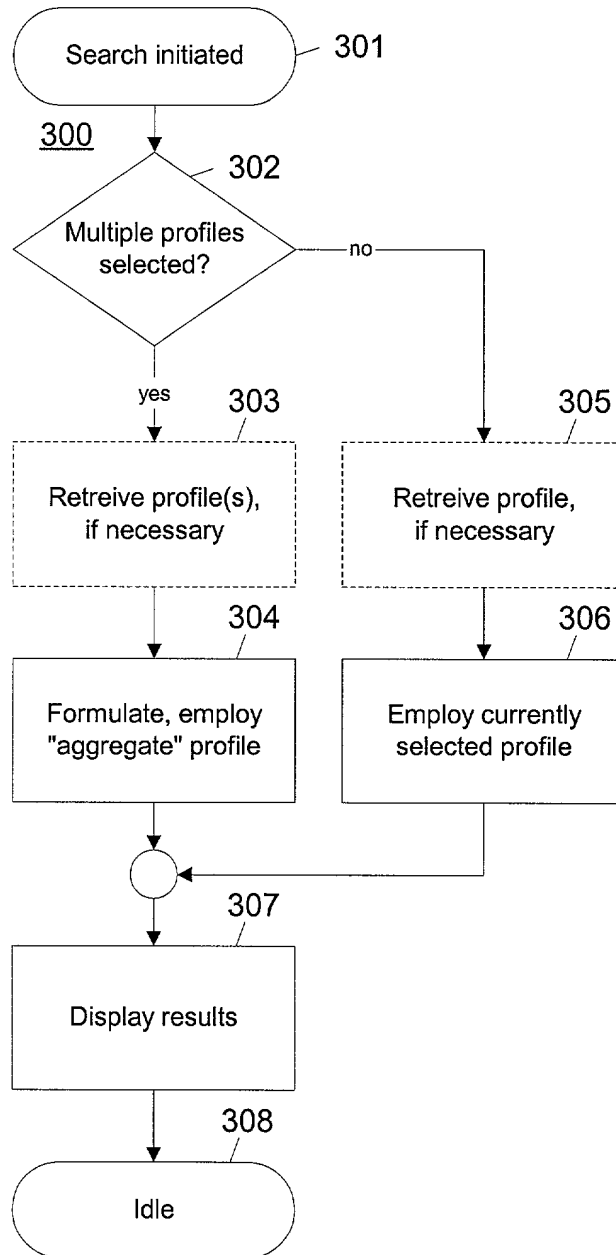 Search initiated
301
300
302
Multiple profiles
selected?
no
yes
303
305
Retreive profile(s),
if necessary
Retreive profile,
if necessary
304
306
Formulate, employ
"aggregate" profile
Employ currently
selected profile
307
Display results
308
Idle